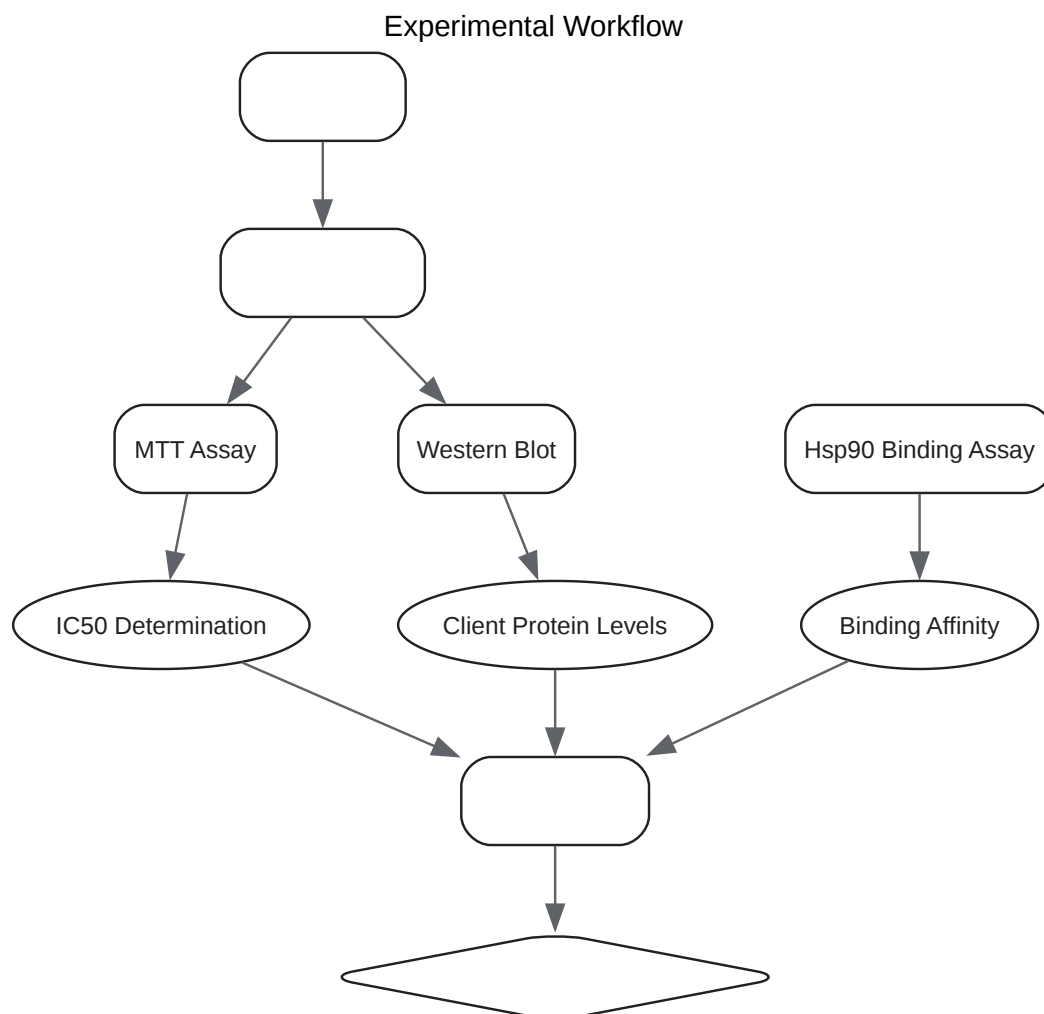 Experimental Workflow
MTT Assay
Western Blot
Hsp90 Binding Assay
IC50 Determination
Client Protein Levels
Binding Affinity